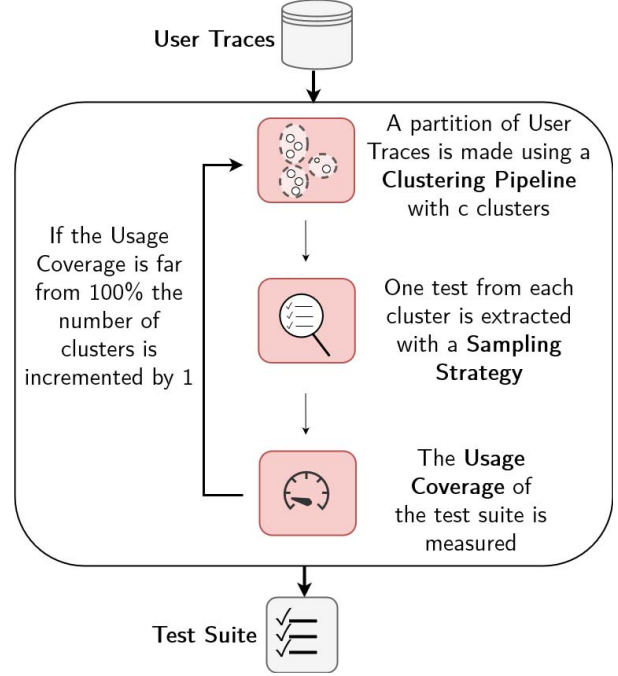 User Traces
A partition of User
Traces is made using a
Clustering Pipeline
with c clusters
If the Usage
Coverage is far
from 100% the
number of
clusters is
incremented by 1
One test from each
cluster is extracted
with a Sampling
Strategy
The Usage
Coverage of
the test suite is
measured
Test Suite